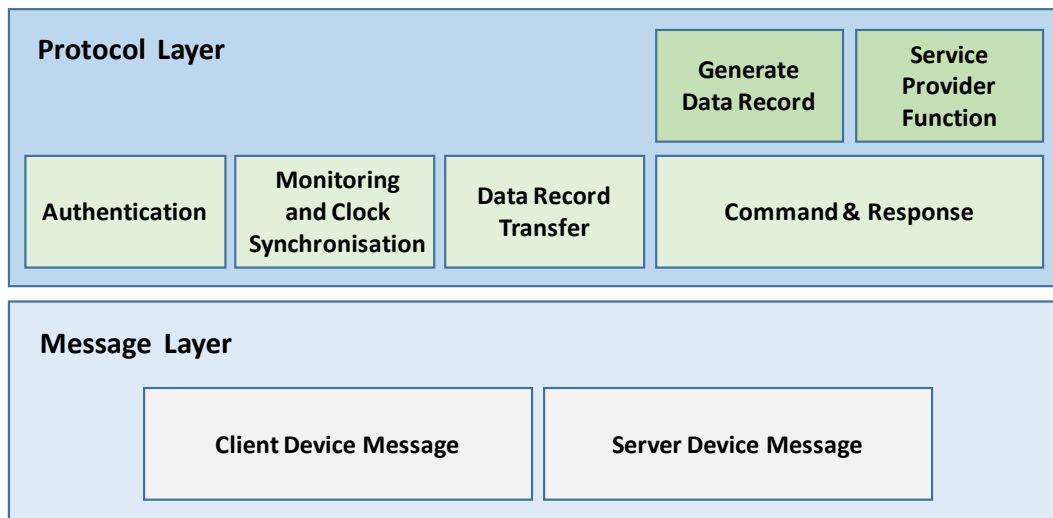 Protocol Layer
Generate
Data Record
Service
Provider
Function
Authentication
Monitoring
and Clock
Synchronisation
Data Record
Transfer
Command & Response
Message Layer
Client Device Message
Server Device Message